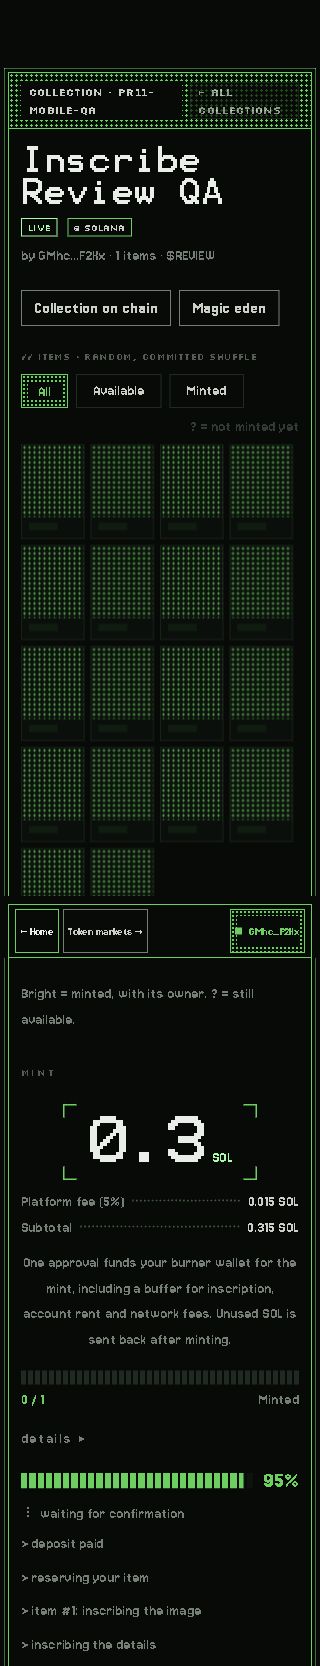 COLLECTION · PR11-
MOBILE-QA
← ALL
COLLECTIONS
Inscribe
Review QA
LIVE
◎ SOLANA
by GMhc…F2Hx · 1 items · $REVIEW
Collection on chain
Magic eden
// ITEMS · RANDOM, COMMITTED SHUFFLE
All
Available
Minted
? = not minted yet
← Home
Token markets →
GMhc…F2Hx
Bright = minted, with its owner. ? = still
available.
MINT
0.3 SOL
Platform fee (5%) 0.015 SOL
Subtotal 0.315 SOL
One approval funds your burner wallet for the
mint, including a buffer for inscription,
account rent and network fees. Unused SOL is
sent back after minting.
0 / 1
Minted
details ▸
95%
⋮ waiting for confirmation
> deposit paid
> reserving your item
> item #1: inscribing the image
> inscribing the details